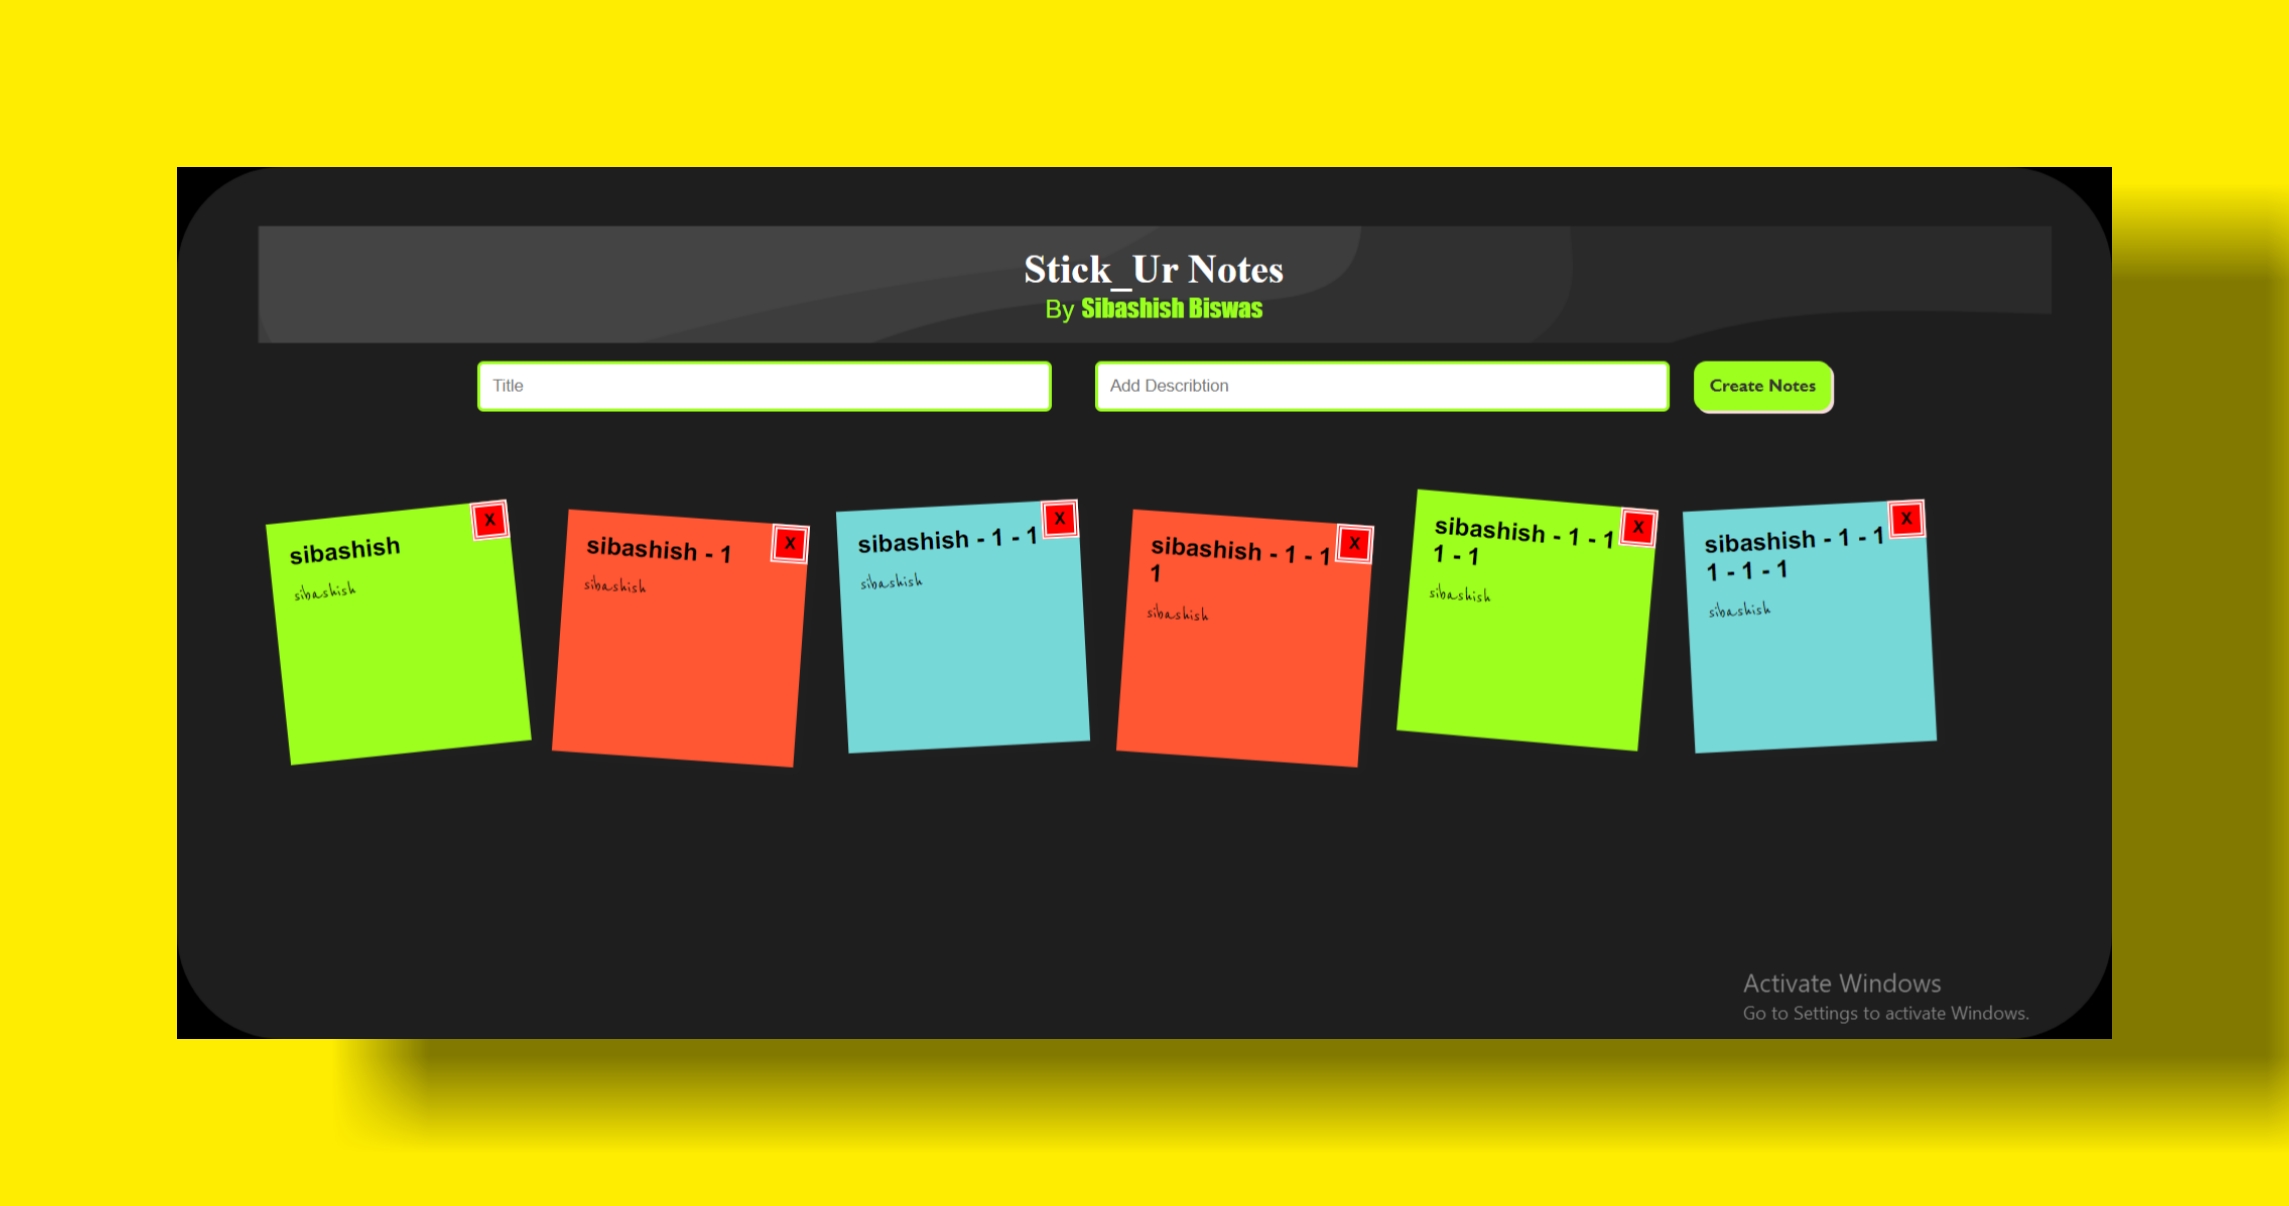 Stick_Ur Notes
By Sibashish Biswas
Title
Add Describtion
Create Notes
X
sibashish
sibashish
X
sibashish - 1
sibashish
X
sibashish - 1 - 1
sibashish
X
sibashish - 1 - 1
1
sibashish
X
sibashish - 1 - 1
1 - 1
sibashish
X
sibashish - 1 - 1
1 - 1 - 1
sibashish
Activate Windows
Go to Settings to activate Windows.